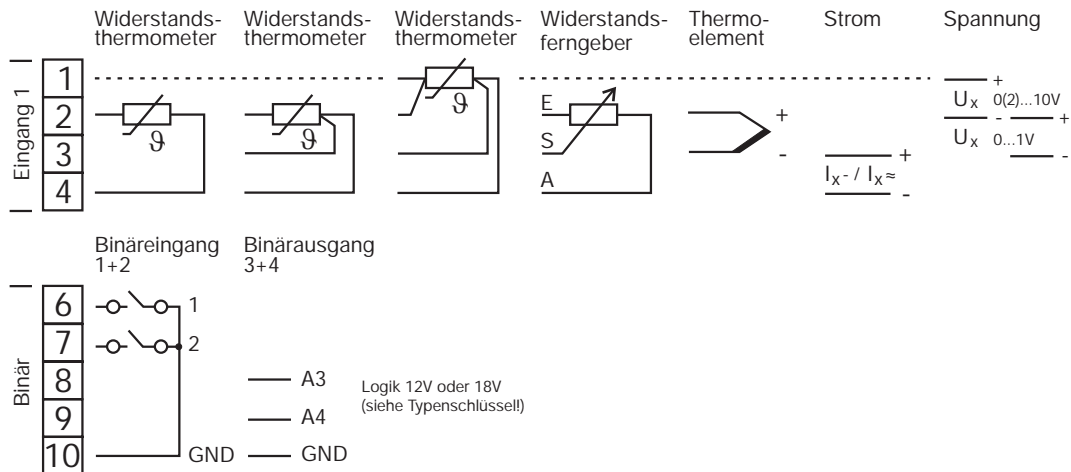 Widerstands-
thermometer
Widerstands-
thermometer
Widerstands-
thermometer
Widerstands-
ferngeber
Thermo-
element
Strom
Spannung
Eingang 1
1
2
3
4
ϑ
ϑ
ϑ
E
S
A
+
-
+
Ix- / Ix≈
-
+
Ux 0(2)...10V
- +
Ux 0...1V
-
Binäreingang
1+2
Binärausgang
3+4
Binär
6
7
8
9
10
1
2
GND
A3
A4
GND
Logik 12V oder 18V
(siehe Typenschlüssel!)